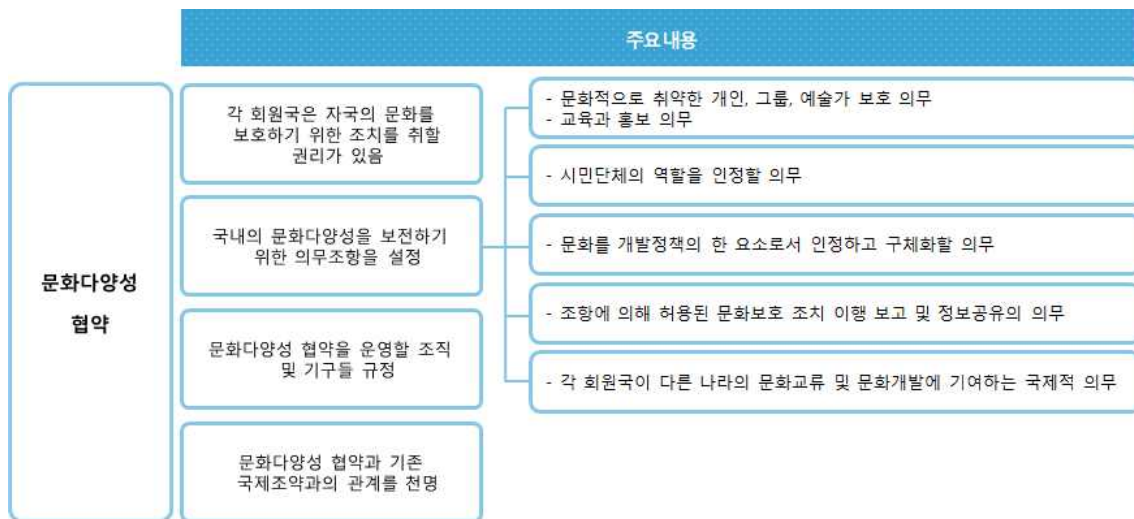 주요내용
문화다양성
협약
각 회원국은 자국의 문화를
보호하기 위한 조치를 취할
권리가 있음
국내의 문화다양성을 보전하기
위한 의무조항을 설정
- 문화적으로 취약한 개인, 그룹, 예술가 보호 의무
- 교육과 홍보 의무
- 시민단체의 역할을 인정할 의무
- 문화를 개발정책의 한 요소로서 인정하고 구체화할 의무
- 조항에 의해 허용된 문화보호 조치 이행 보고 및 정보공유의 의무
- 각 회원국이 다른 나라의 문화교류 및 문화개발에 기여하는 국제적 의무
문화다양성 협약을 운영할 조직
및 기구들 규정
문화다양성 협약과 기존
국제조약과의 관계를 천명